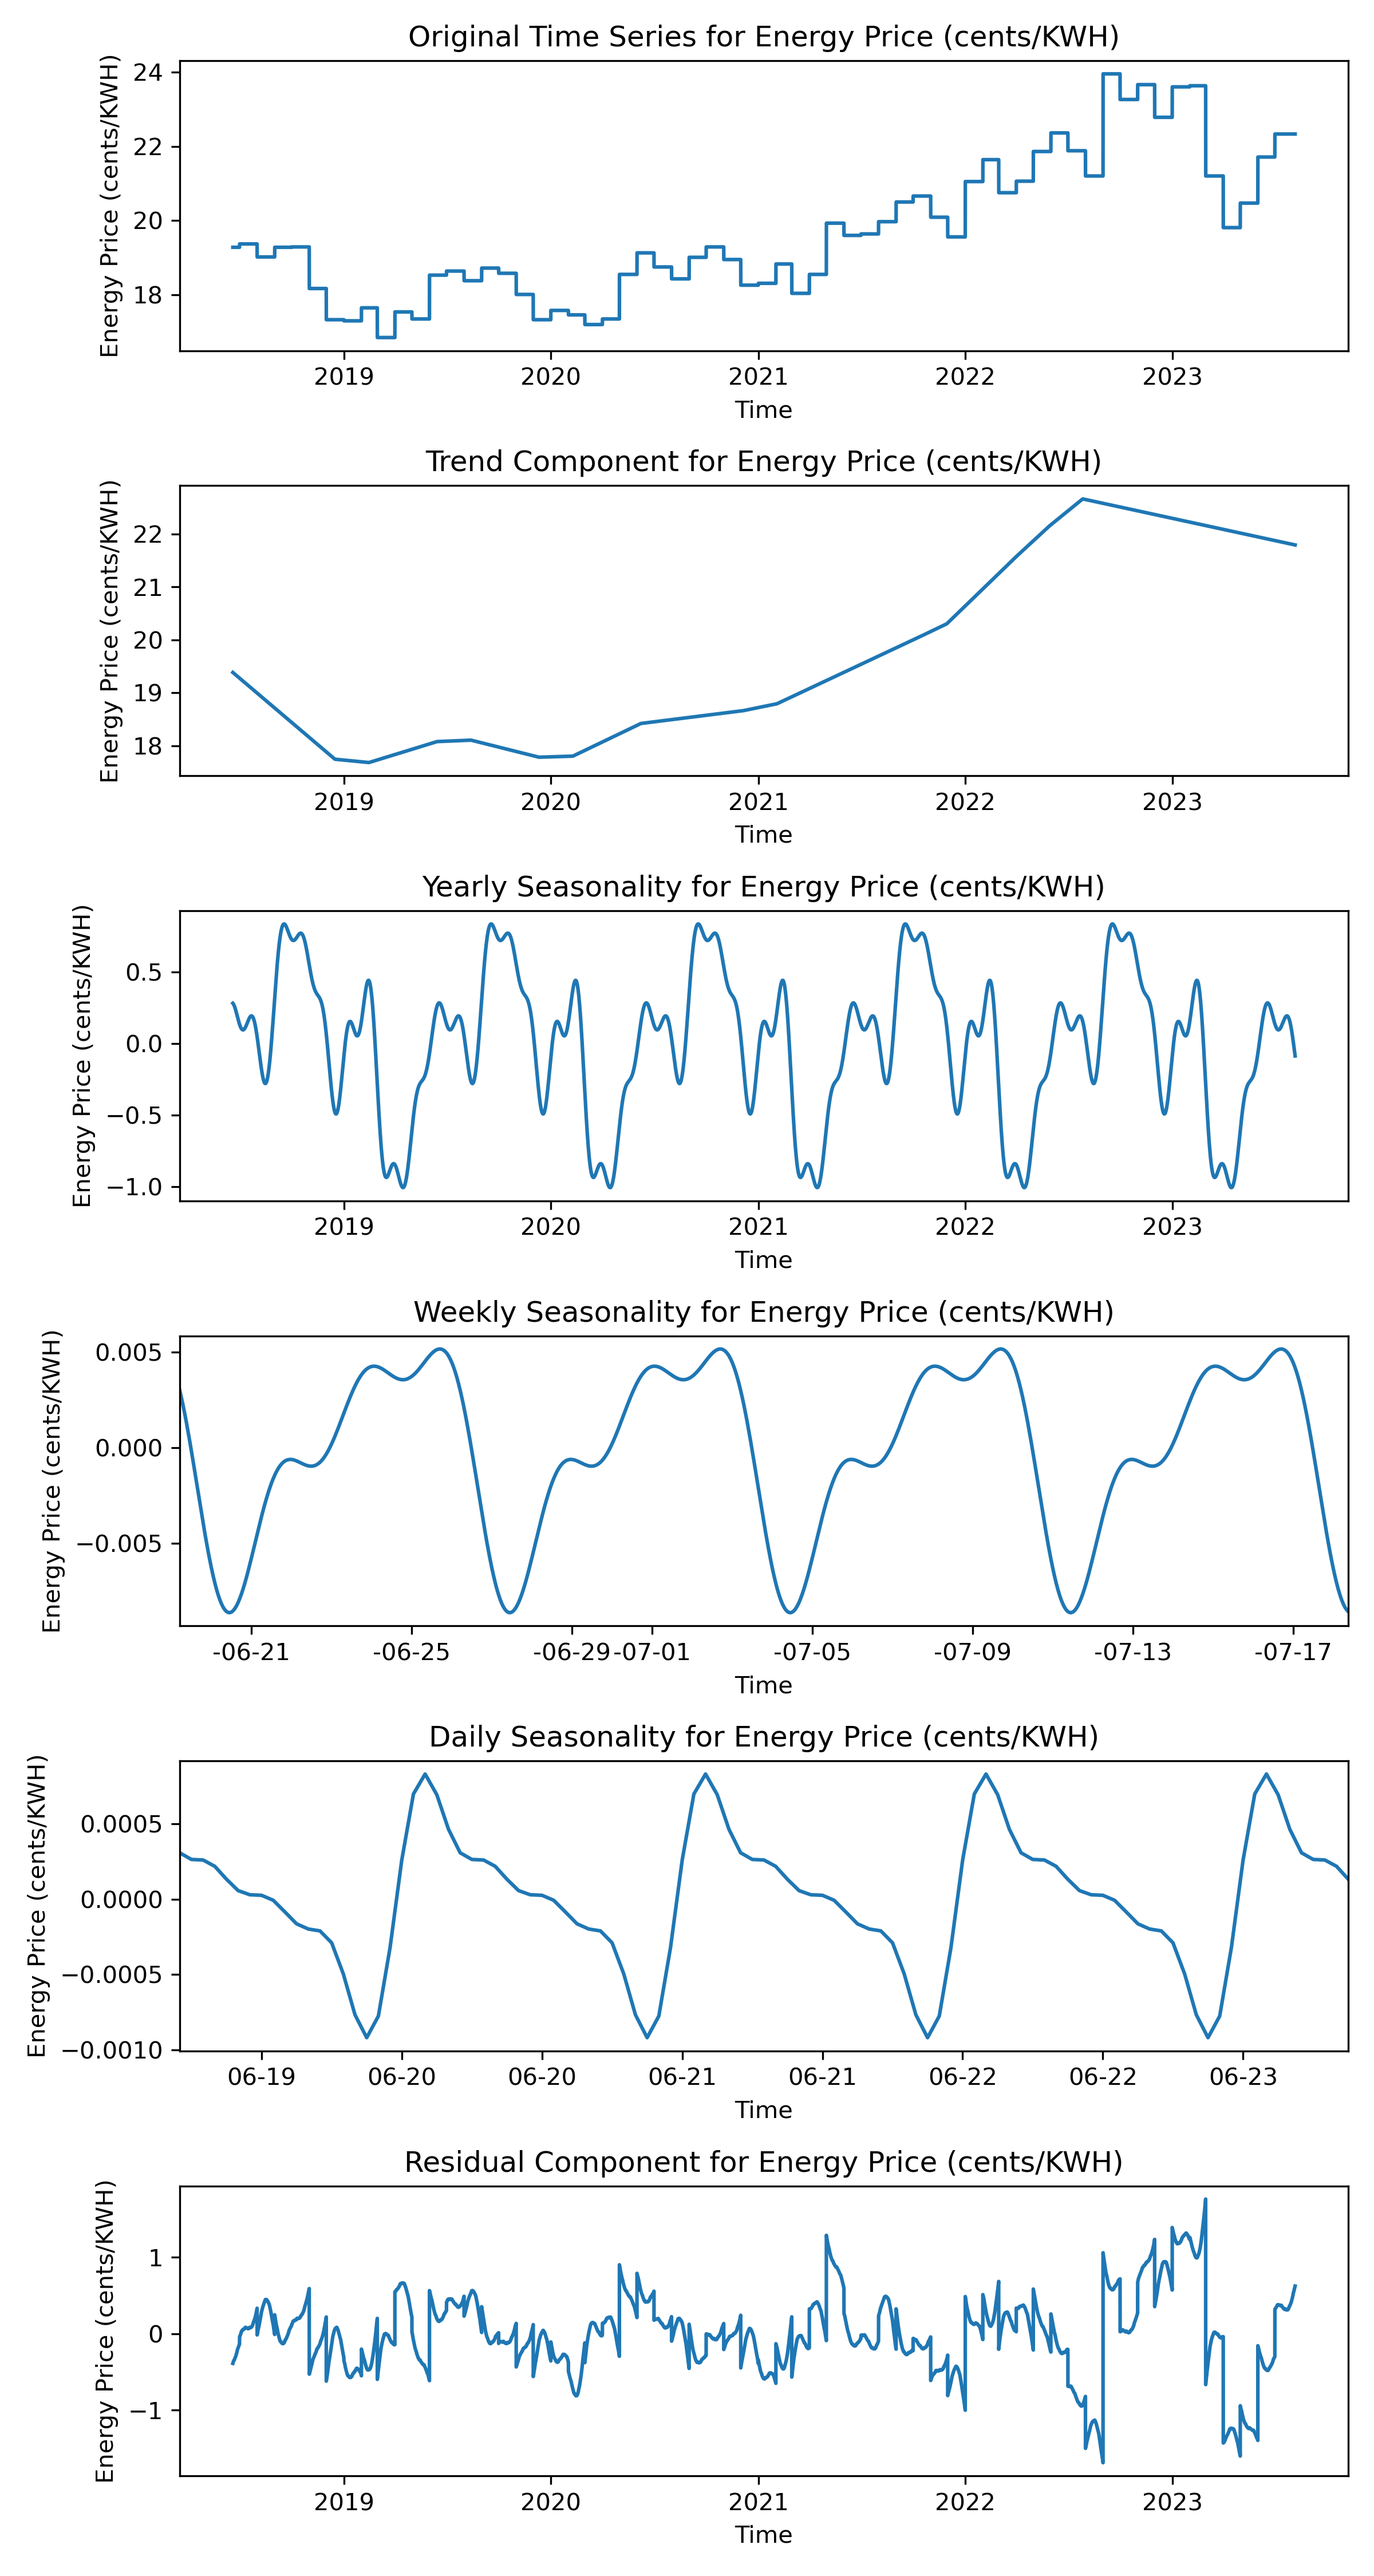 Original Time Series for Energy Price (cents/KWH)
Energy Price (cents/KWH)
24
22
20
18
2019 2020 2021 2022 2023
Time
Trend Component for Energy Price (cents/KWH)
Energy Price (cents/KWH)
22
21
20
19
18
2019 2020 2021 2022 2023
Time
Yearly Seasonality for Energy Price (cents/KWH)
Energy Price (cents/KWH)
0.5
0.0
−0.5
−1.0
2019 2020 2021 2022 2023
Time
Weekly Seasonality for Energy Price (cents/KWH)
Energy Price (cents/KWH)
0.005
0.000
−0.005
-06-21 -06-25 -06-29 -07-01 -07-05 -07-09 -07-13 -07-17
Time
Daily Seasonality for Energy Price (cents/KWH)
Energy Price (cents/KWH)
0.0005
0.0000
−0.0005
−0.0010
06-19 06-20 06-20 06-21 06-21 06-22 06-22 06-23
Time
Residual Component for Energy Price (cents/KWH)
Energy Price (cents/KWH)
1
0
−1
2019 2020 2021 2022 2023
Time